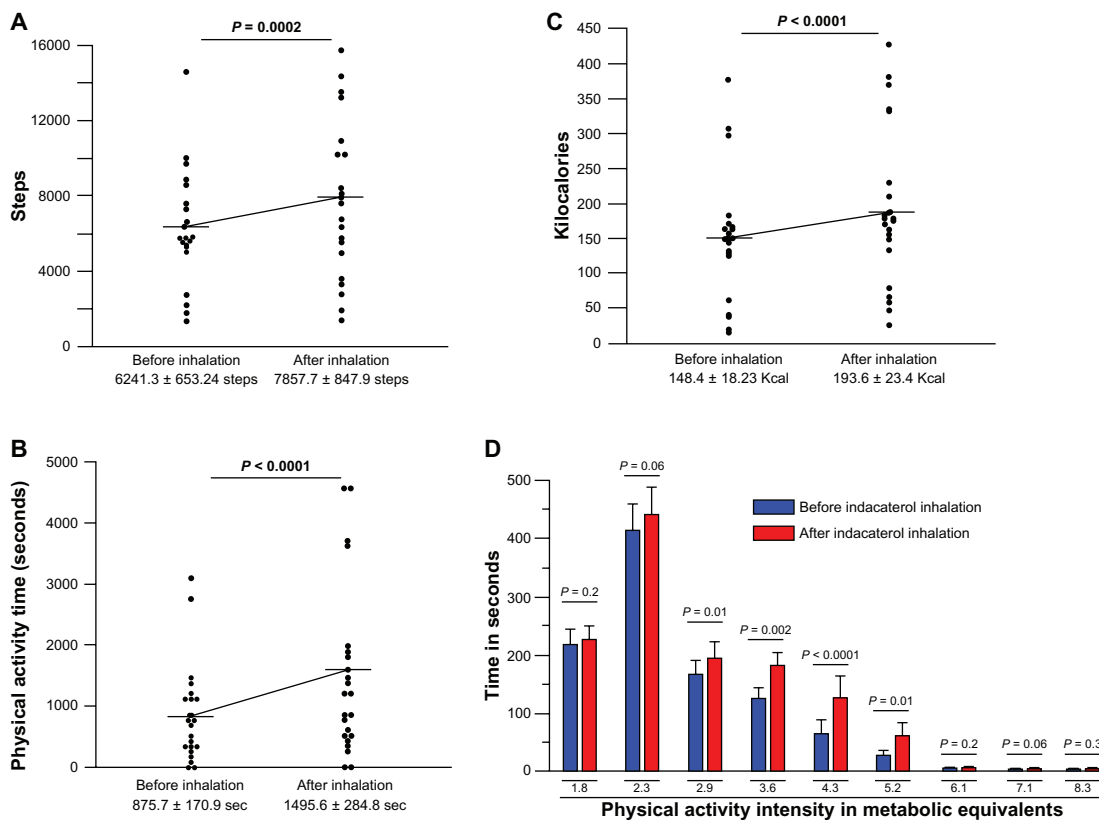 A
P = 0.0002
Steps
16000
12000
8000
4000
0
Before inhalation
6241.3 ± 653.24 steps
After inhalation
7857.7 ± 847.9 steps
B
P < 0.0001
Physical activity time (seconds)
5000
4000
3000
2000
1000
0
Before inhalation
875.7 ± 170.9 sec
After inhalation
1495.6 ± 284.8 sec
C
P < 0.0001
Kilocalories
450
400
350
300
250
200
150
100
50
0
Before inhalation
148.4 ± 18.23 Kcal
After inhalation
193.6 ± 23.4 Kcal
D
Time in seconds
500
400
300
200
100
0
Before indacaterol inhalation
After indacaterol inhalation
P = 0.2
P = 0.06
P = 0.01
P = 0.002
P < 0.0001
P = 0.01
P = 0.2
P = 0.06
P = 0.3
1.8 2.3 2.9 3.6 4.3 5.2 6.1 7.1 8.3
Physical activity intensity in metabolic equivalents